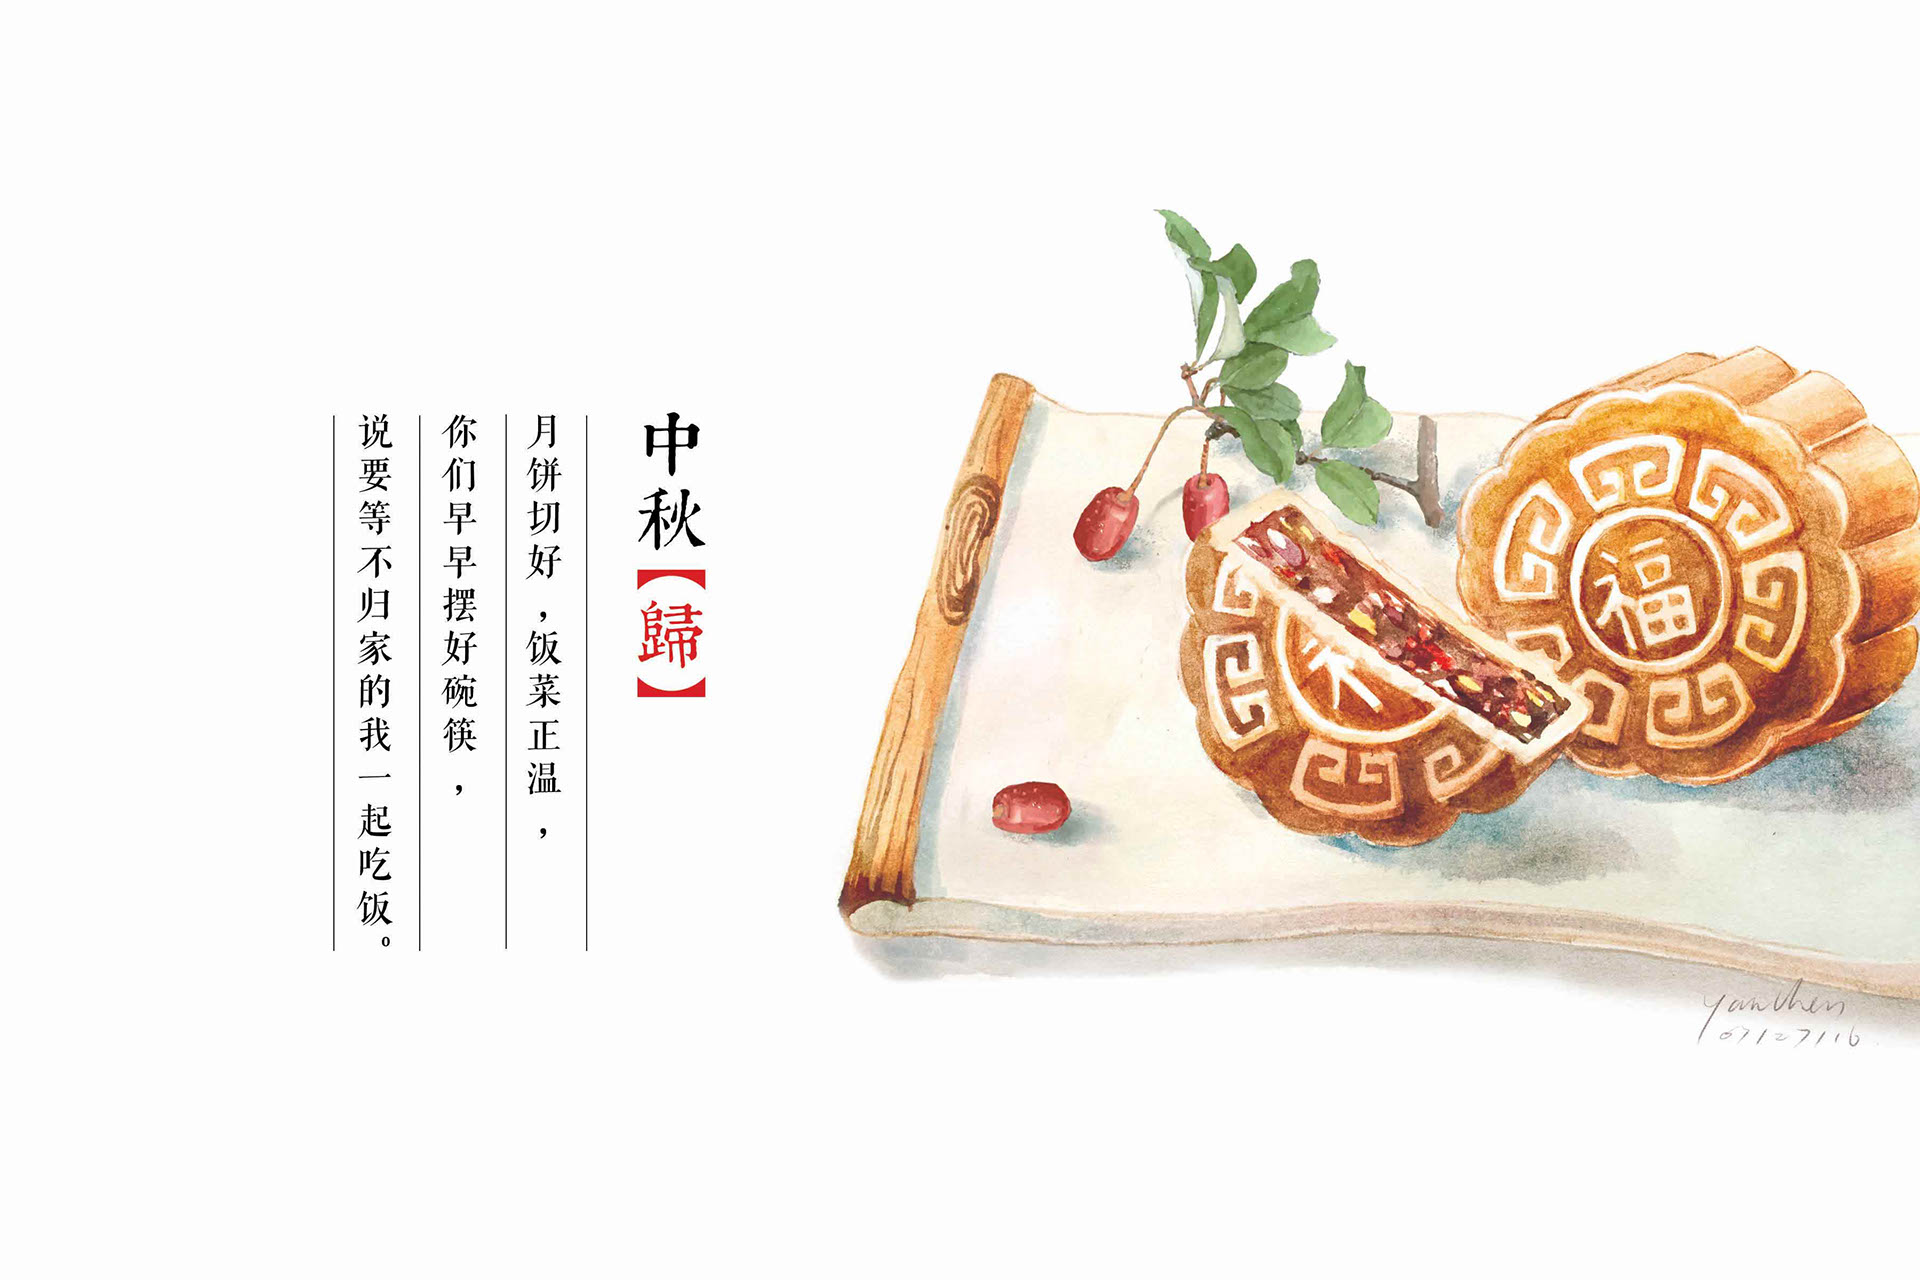 中秋【歸】
月饼切好，饭菜正温，
你们早早摆好碗筷，
说要等不归家的我一起吃饭。
福
YanChen